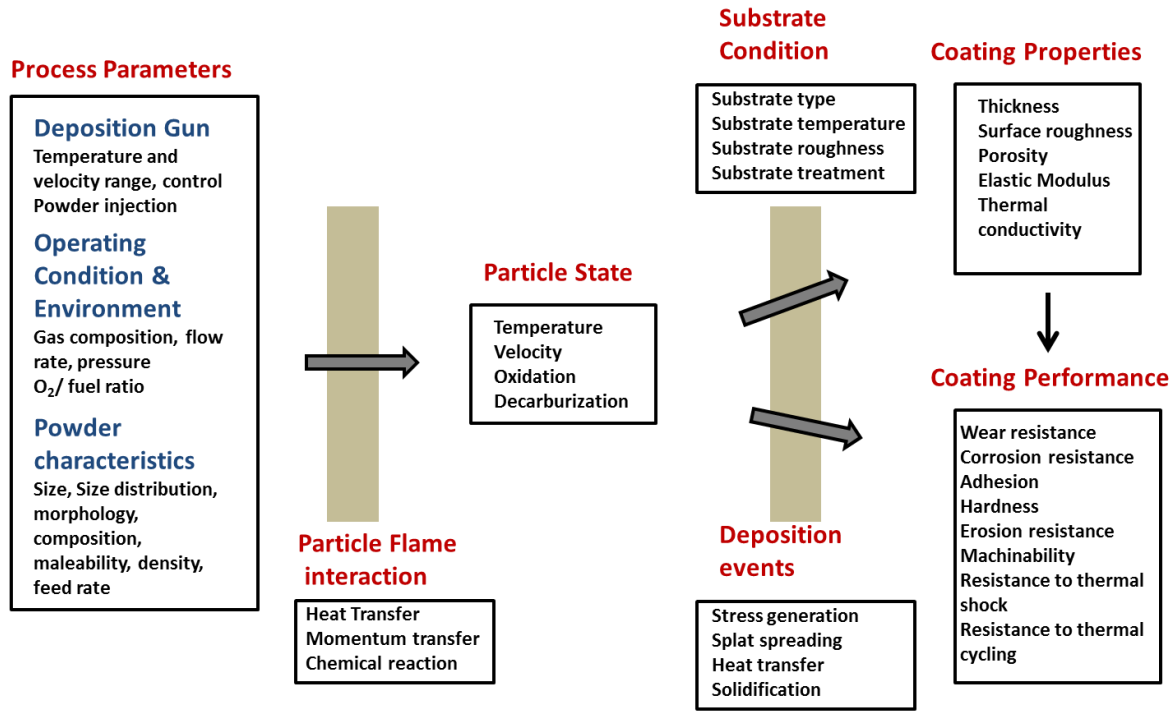 Process Parameters
Deposition Gun
Temperature and
velocity range, control
Powder injection
Operating
Condition &
Environment
Gas composition, flow
rate, pressure
O₂/ fuel ratio
Powder
characteristics
Size, Size distribution,
morphology,
composition,
maleability, density,
feed rate
Particle Flame
interaction
Heat Transfer
Momentum transfer
Chemical reaction
Particle State
Temperature
Velocity
Oxidation
Decarburization
Substrate
Condition
Substrate type
Substrate temperature
Substrate roughness
Substrate treatment
Deposition
events
Stress generation
Splat spreading
Heat transfer
Solidification
Coating Properties
Thickness
Surface roughness
Porosity
Elastic Modulus
Thermal
conductivity
Coating Performance
Wear resistance
Corrosion resistance
Adhesion
Hardness
Erosion resistance
Machinability
Resistance to thermal
shock
Resistance to thermal
cycling